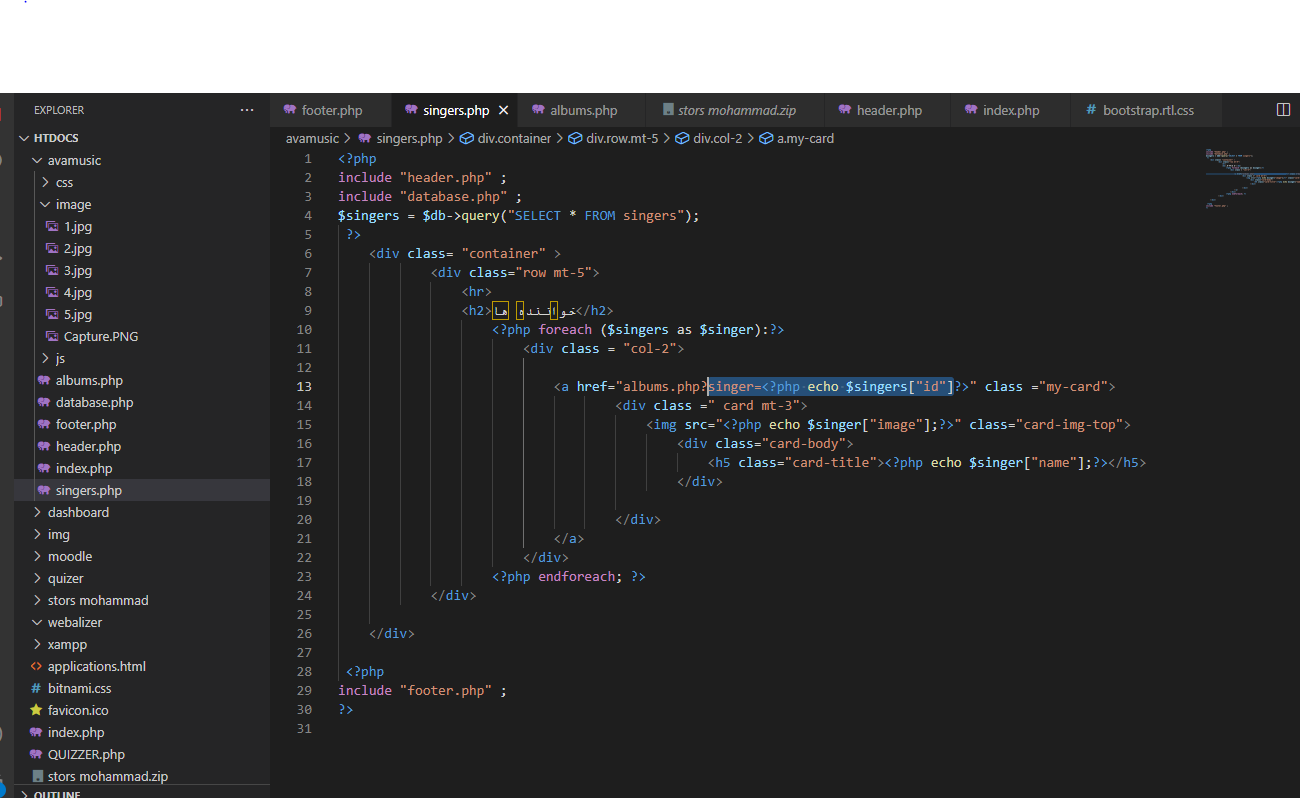 EXPLORER
···
HTDOCS
avamusic
css
image
1.jpg
2.jpg
3.jpg
4.jpg
5.jpg
Capture.PNG
js
albums.php
database.php
footer.php
header.php
index.php
singers.php
dashboard
img
moodle
quizer
stors mohammad
webalizer
xampp
applications.html
bitnami.css
favicon.ico
index.php
QUIZZER.php
stors mohammad.zip
OUTLINE
footer.php singers.php × albums.php stors mohammad.zip header.php index.php # bootstrap.rtl.css
avamusic > singers.php > div.container > div.row.mt-5 > div.col-2 > a.my-card
1 <?php
2 include "header.php" ;
3 include "database.php" ;
4 $singers = $db->query("SELECT * FROM singers");
5 ?>
6 <div class= "container" >
7 <div class="row mt-5">
8 <hr>
9 <h2>خواننده ها</h2>
10 <?php foreach ($singers as $singer):?>
11 <div class = "col-2">
12
13 <a href="albums.php?singer=<?php echo $singers["id"]?>" class ="my-card">
14 <div class =" card mt-3">
15 <img src="<?php echo $singer["image"];?>" class="card-img-top">
16 <div class="card-body">
17 <h5 class="card-title"><?php echo $singer["name"];?></h5>
18 </div>
19
20 </div>
21 </a>
22 </div>
23 <?php endforeach; ?>
24 </div>
25
26 </div>
27
28 <?php
29 include "footer.php" ;
30 ?>
31